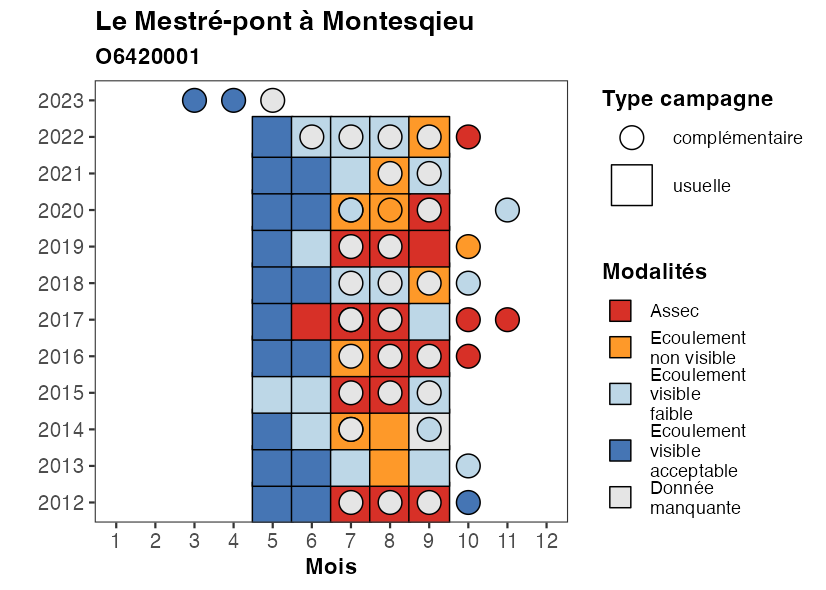 Le Mestré-pont à Montesqieu
O6420001
2023
2022
2021
2020
2019
2018
2017
2016
2015
2014
2013
2012
1 2 3 4 5 6 7 8 9 10 11 12
Mois
Type campagne
complémentaire
usuelle
Modalités
Assec
Ecoulement
non visible
Ecoulement
visible
faible
Ecoulement
visible
acceptable
Donnée
manquante